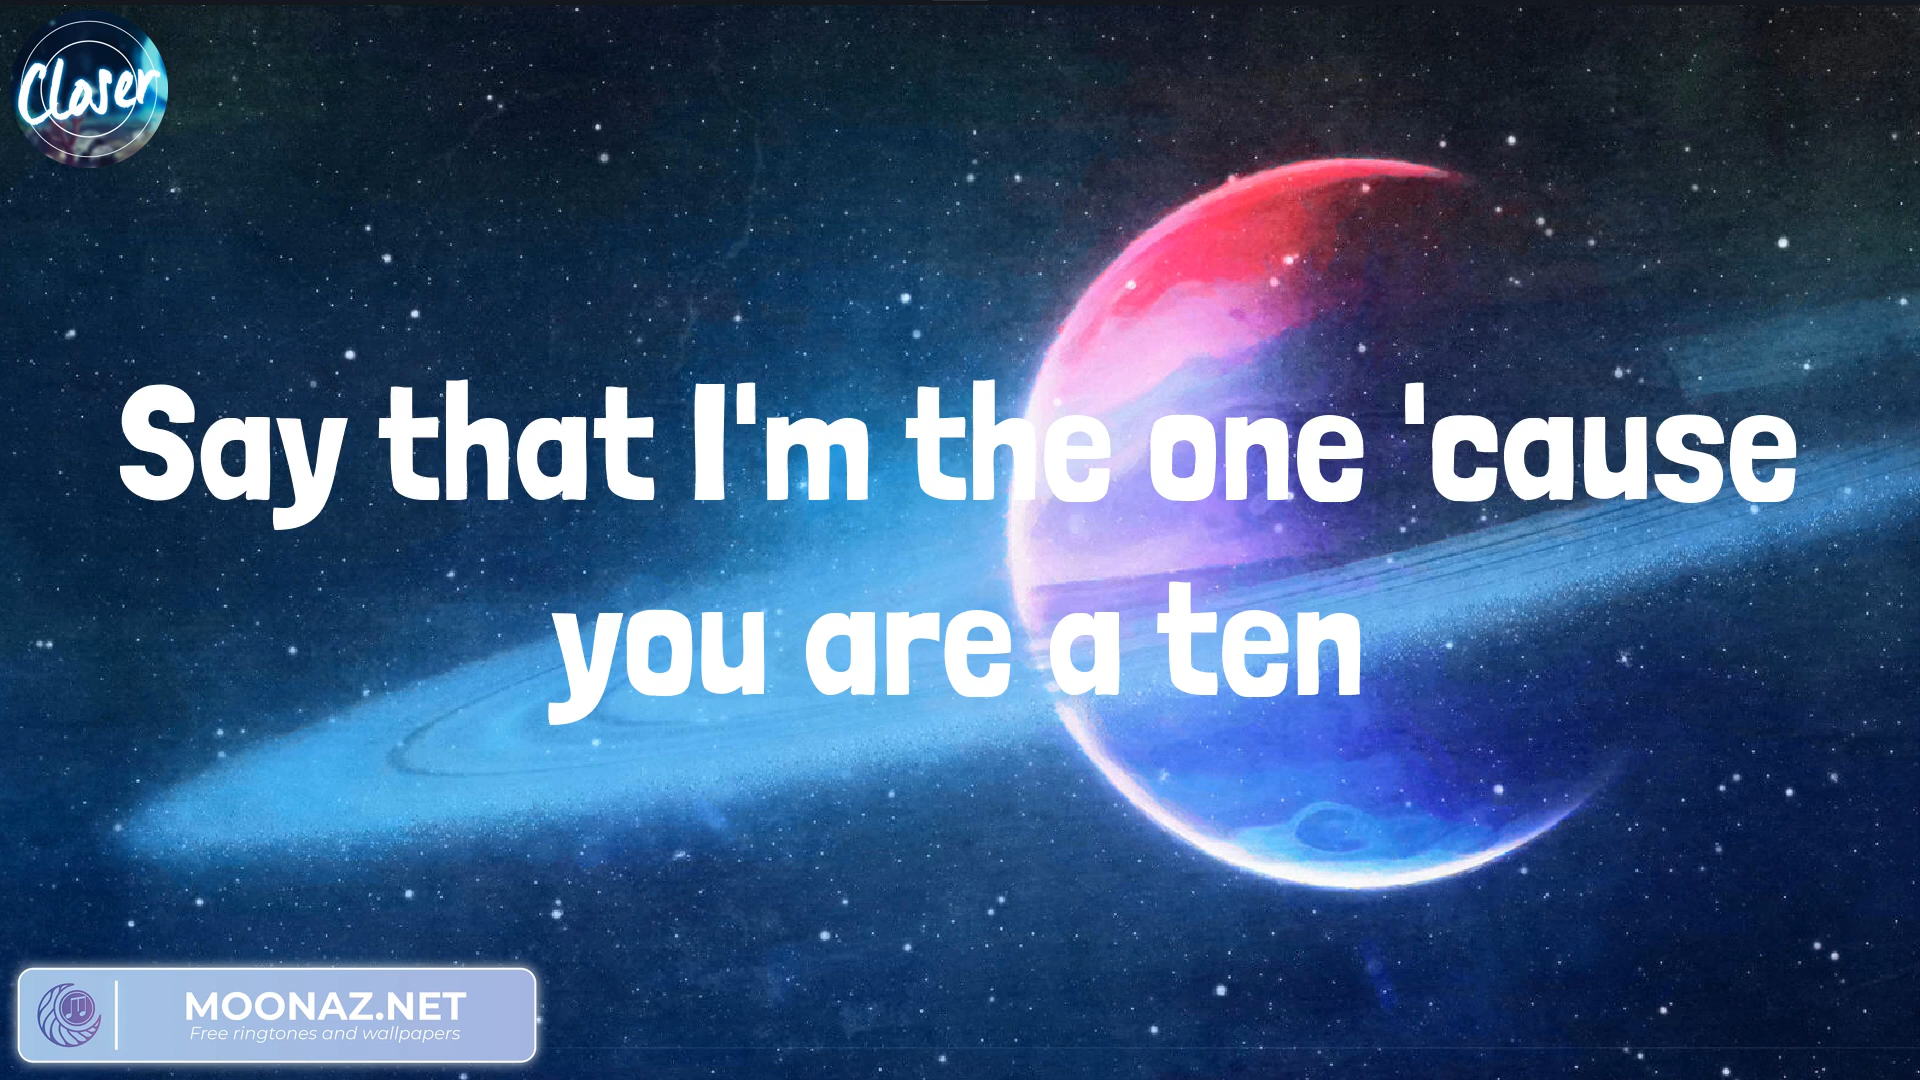 Closer
Say that I'm the one 'cause
you are a ten
MOONAZ.NET
Free ringtones and wallpapers